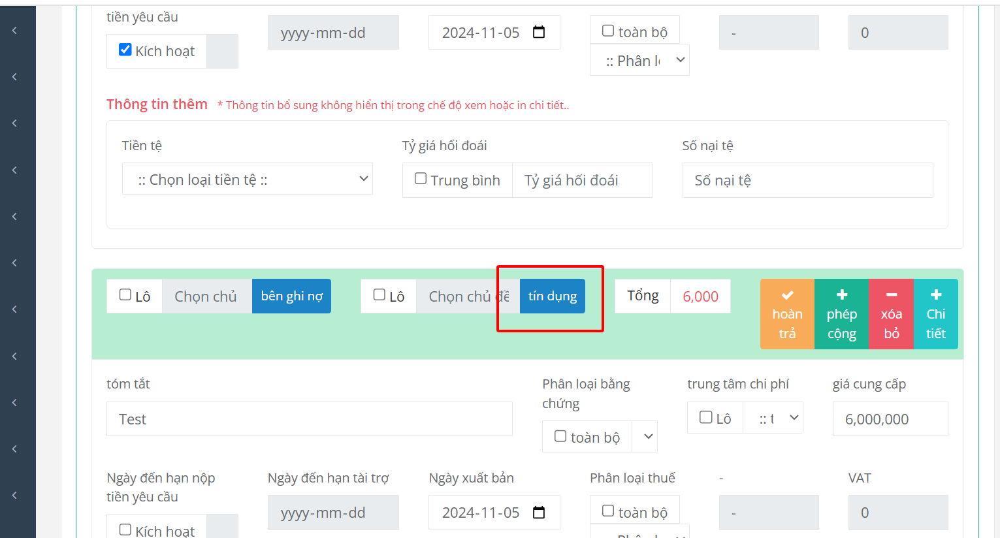 tiền yêu cầu
Kích hoạt
yyyy-mm-dd
2024-11-05
toàn bộ
:: Phân l
-
0
Thông tin thêm * Thông tin bổ sung không hiển thị trong chế độ xem hoặc in chi tiết..
Tiền tệ
:: Chọn loại tiền tệ ::
Tỷ giá hối đoái
Trung bình
Tỷ giá hối đoái
Số nại tệ
Số nại tệ
Lô
Chọn chủ
bên ghi nợ
Lô
Chọn chủ đề
tín dụng
Tổng
6,000
hoàn
trả
phép
cộng
xóa
bỏ
Chi
tiết
tóm tắt
Test
Phân loại bằng
chứng
toàn bộ
trung tâm chi phí
Lô
:: t
giá cung cấp
6,000,000
Ngày đến hạn nộp
tiền yêu cầu
Kích hoạt
Ngày đến hạn tài trợ
yyyy-mm-dd
Ngày xuất bản
2024-11-05
Phân loại thuế
toàn bộ
-
-
VAT
0